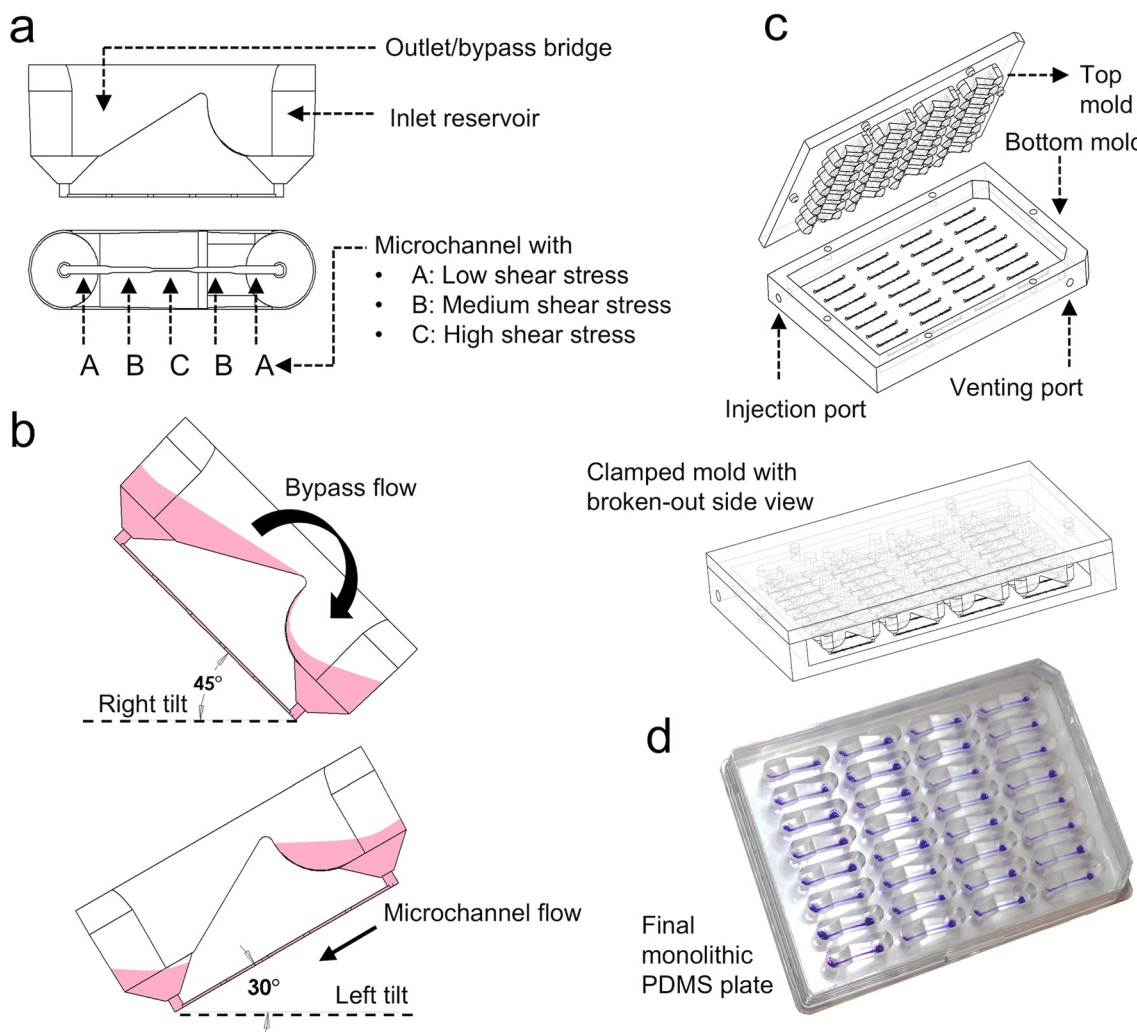 a
Outlet/bypass bridge
Inlet reservoir
Microchannel with
• A: Low shear stress
• B: Medium shear stress
• C: High shear stress
A B C B A
b
Bypass flow
45°
Right tilt
Microchannel flow
30°
Left tilt
c
Top
mold
Bottom mold
Injection port
Venting port
Clamped mold with
broken-out side view
d
Final
monolithic
PDMS plate